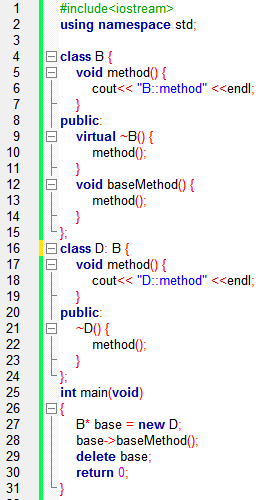 1 #include<iostream>
2 using namespace std;
3
4 class B {
5 void method() {
6 cout<< "B::method" <<endl;
7 }
8 public:
9 virtual ~B() {
10 method();
11 }
12 void baseMethod() {
13 method();
14 }
15 };
16 class D: B {
17 void method() {
18 cout<< "D::method" <<endl;
19 }
20 public:
21 ~D() {
22 method();
23 }
24 };
25 int main(void)
26 {
27 B* base = new D;
28 base->baseMethod();
29 delete base;
30 return 0;
31 }